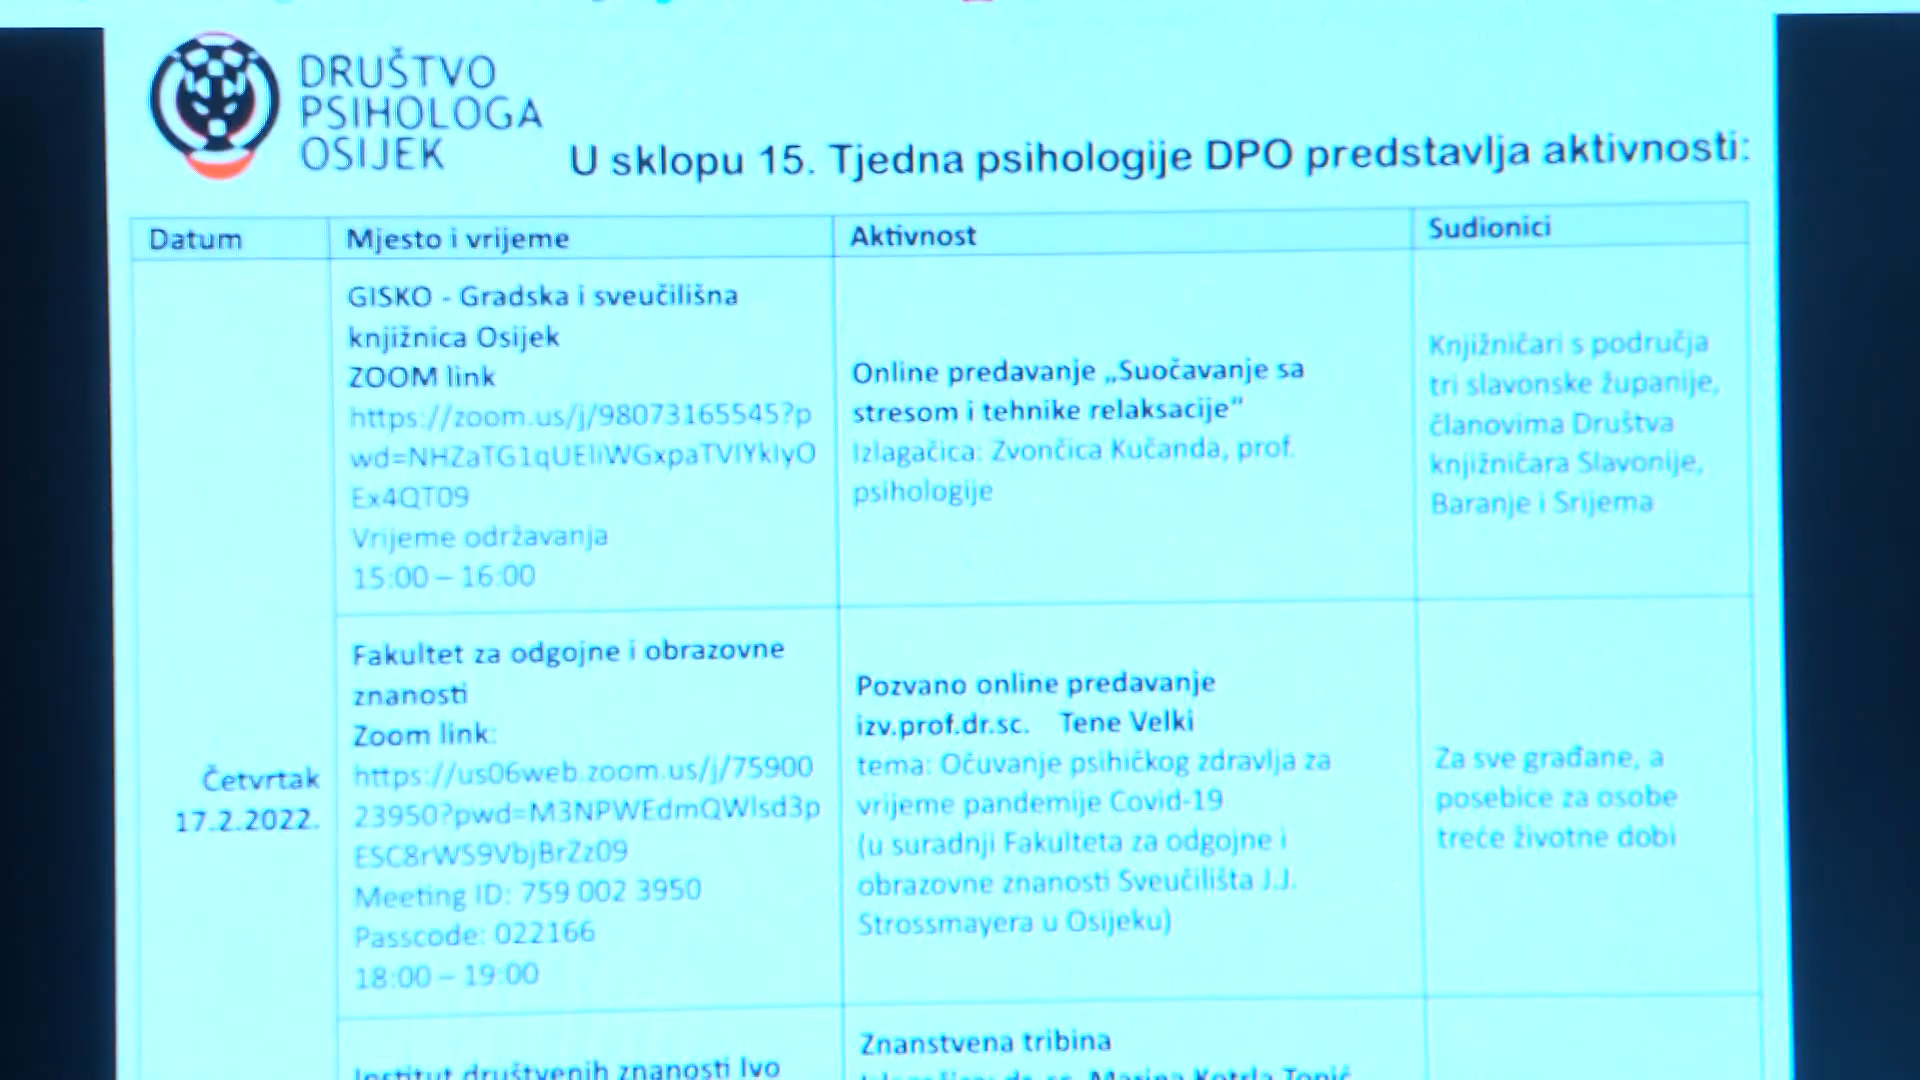 DRUŠTVO
PSIHOLOGA
OSIJEK
U sklopu 15. Tjedna psihologije DPO predstavlja aktivnosti:
Datum
Mjesto i vrijeme
Aktivnost
Sudionici
Četvrtak
17.2.2022.
GISKO - Gradska i sveučilišna
knjižnica Osijek
ZOOM link
https://zoom.us/j/98073165545?p
Ex4QT09
Vrijeme održavanja
15:00 – 16:00
Online predavanje „Suočavanje sa
stresom i tehnike relaksacije“
Izlagačica: Zvončica Kučanda, prof.
psihologije
Knjižničari s područja
tri slavonske županije,
članovima Društva
knjižničara Slavonije,
Baranje i Srijema
Fakultet za odgojne i obrazovne
znanosti
Zoom link:
https://us06web.zoom.us/j/75900
23950?pwd=M3NPWEdmQWlsd3p
ESC8rWS9VbjBrZz09
Meeting ID: 759 002 3950
Passcode: 022166
18:00 – 19:00
Pozvano online predavanje
izv.prof.dr.sc. Tene Velki
tema: Očuvanje psihičkog zdravlja za
vrijeme pandemije Covid-19
(u suradnji Fakulteta za odgojne i
obrazovne znanosti Sveučilišta J.J.
Strossmayera u Osijeku)
Za sve građane, a
posebice za osobe
treće životne dobi
Institut društvenih znanosti Ivo
Znanstvena tribina